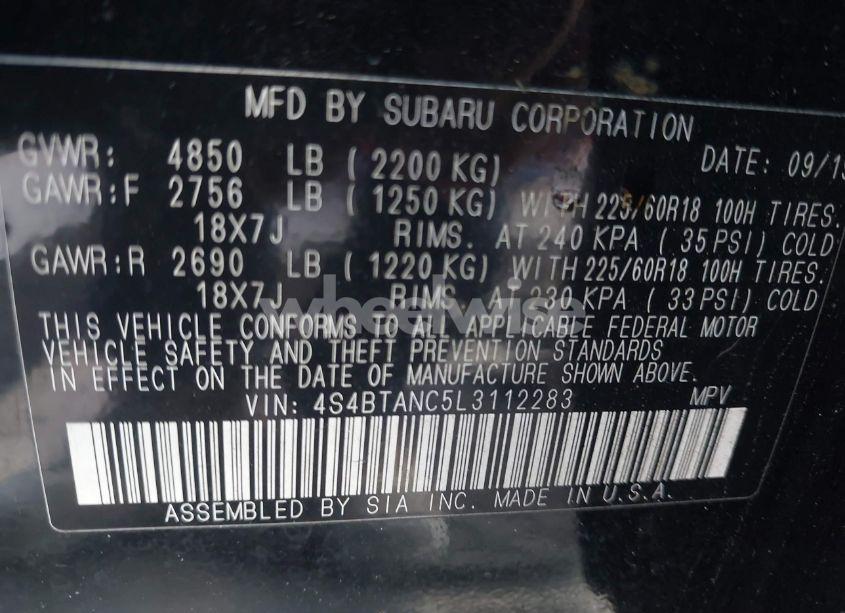 MFD BY SUBARU CORPORATION
GVWR: 4850 LB ( 2200 KG) DATE: 09/19
GAWR:F 2756 LB ( 1250 KG) WITH 225/60R18 100H TIRES.
18X7J RIMS. AT 240 KPA ( 35 PSI) COLD
GAWR:R 2690 LB ( 1220 KG) WITH 225/60R18 100H TIRES.
18X7J RIMS. AT 230 KPA ( 33 PSI) COLD
wheelwise
THIS VEHICLE CONFORMS TO ALL APPLICABLE FEDERAL MOTOR
VEHICLE SAFETY AND THEFT PREVENTION STANDARDS
IN EFFECT ON THE DATE OF MANUFACTURE SHOWN ABOVE.
VIN: 4S4BTANC5L3112283 MPV
ASSEMBLED BY SIA INC. MADE IN U.S.A.